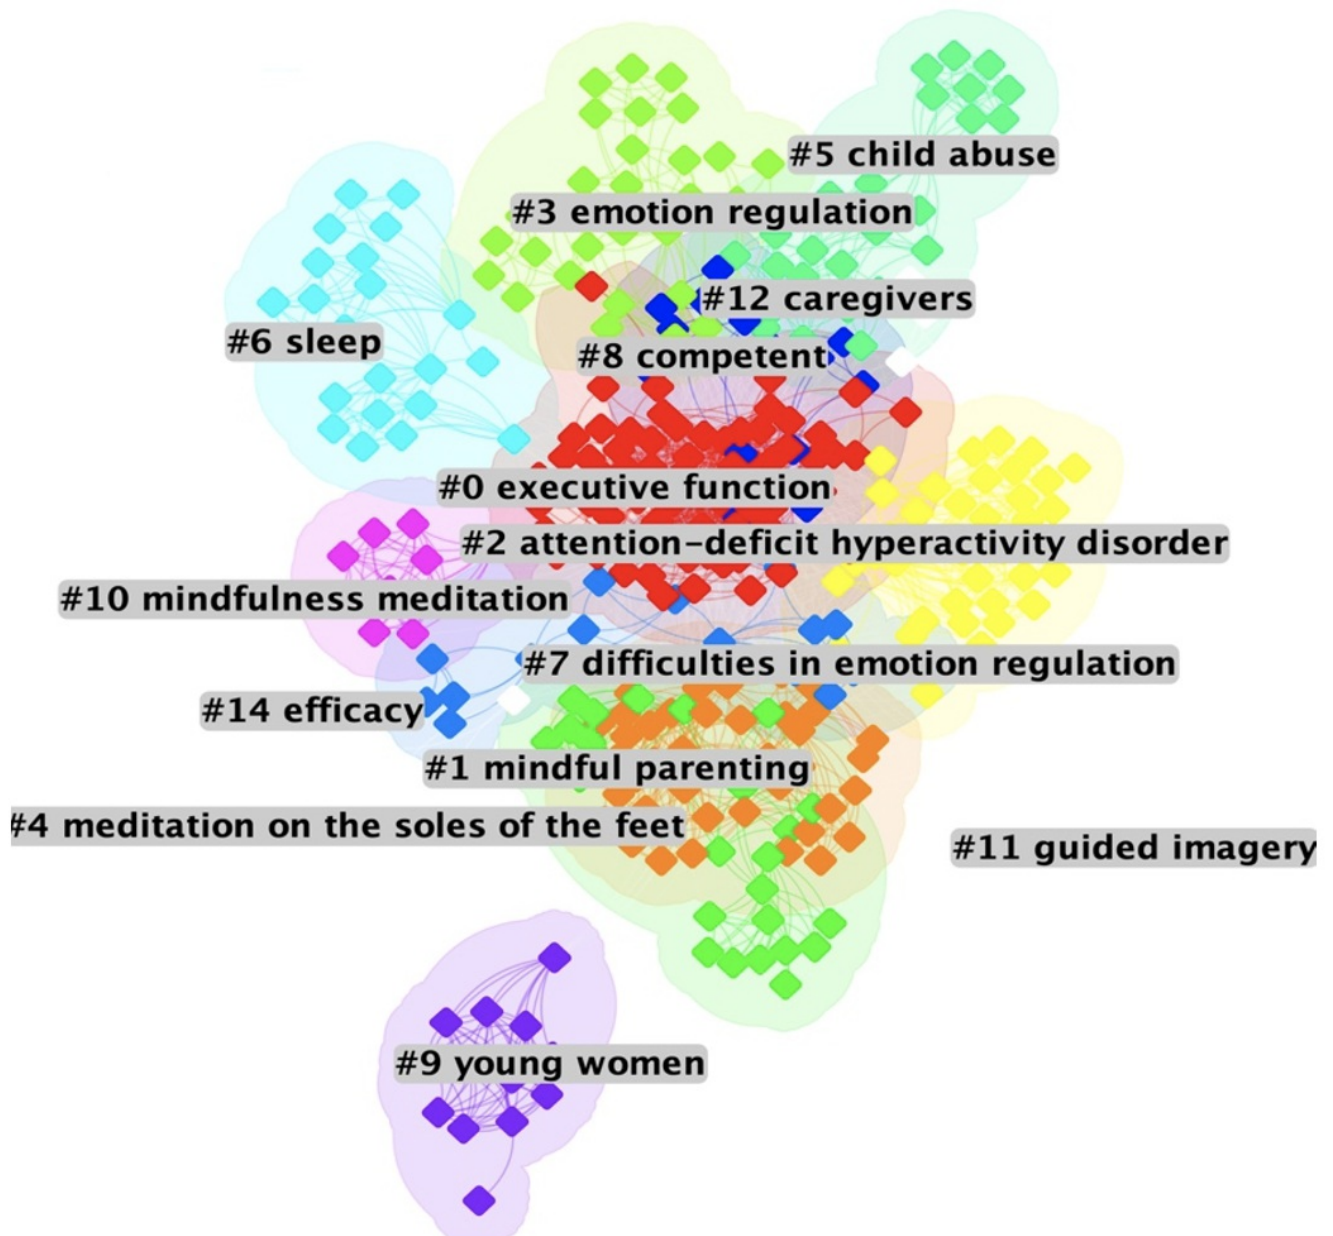 #5 child abuse
#3 emotion regulation
#12 caregivers
#6 sleep
#8 competent
#0 executive function
#2 attention-deficit hyperactivity disorder
#10 mindfulness meditation
#7 difficulties in emotion regulation
#14 efficacy
#1 mindful parenting
#4 meditation on the soles of the feet
#11 guided imagery
#9 young women